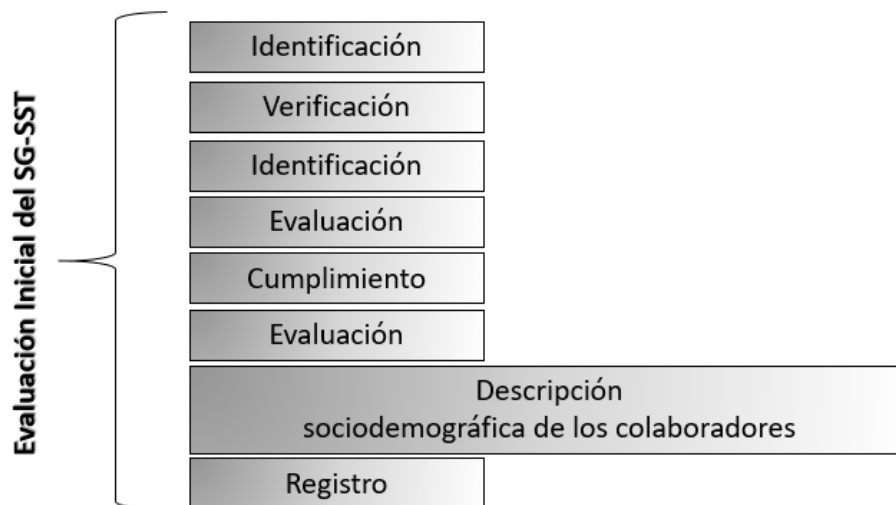 Evaluación Inicial del SG-SST
Identificación
Verificación
Identificación
Evaluación
Cumplimiento
Evaluación
Descripción
sociodemográfica de los colaboradores
Registro